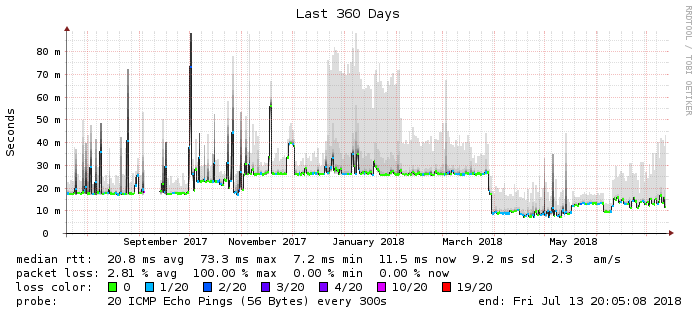 Last 360 Days
RRDTOOL / TOBI OETIKER
Seconds
80 m
70 m
60 m
50 m
40 m
30 m
20 m
10 m
0
September 2017 November 2017 January 2018 March 2018 May 2018
median rtt: 20.8 ms avg 73.3 ms max 7.2 ms min 11.5 ms now 9.2 ms sd 2.3 am/s
packet loss: 2.81 % avg 100.00 % max 0.00 % min 0.00 % now
loss color: 0 1/20 2/20 3/20 4/20 10/20 19/20
probe: 20 ICMP Echo Pings (56 Bytes) every 300s end: Fri Jul 13 20:05:08 2018